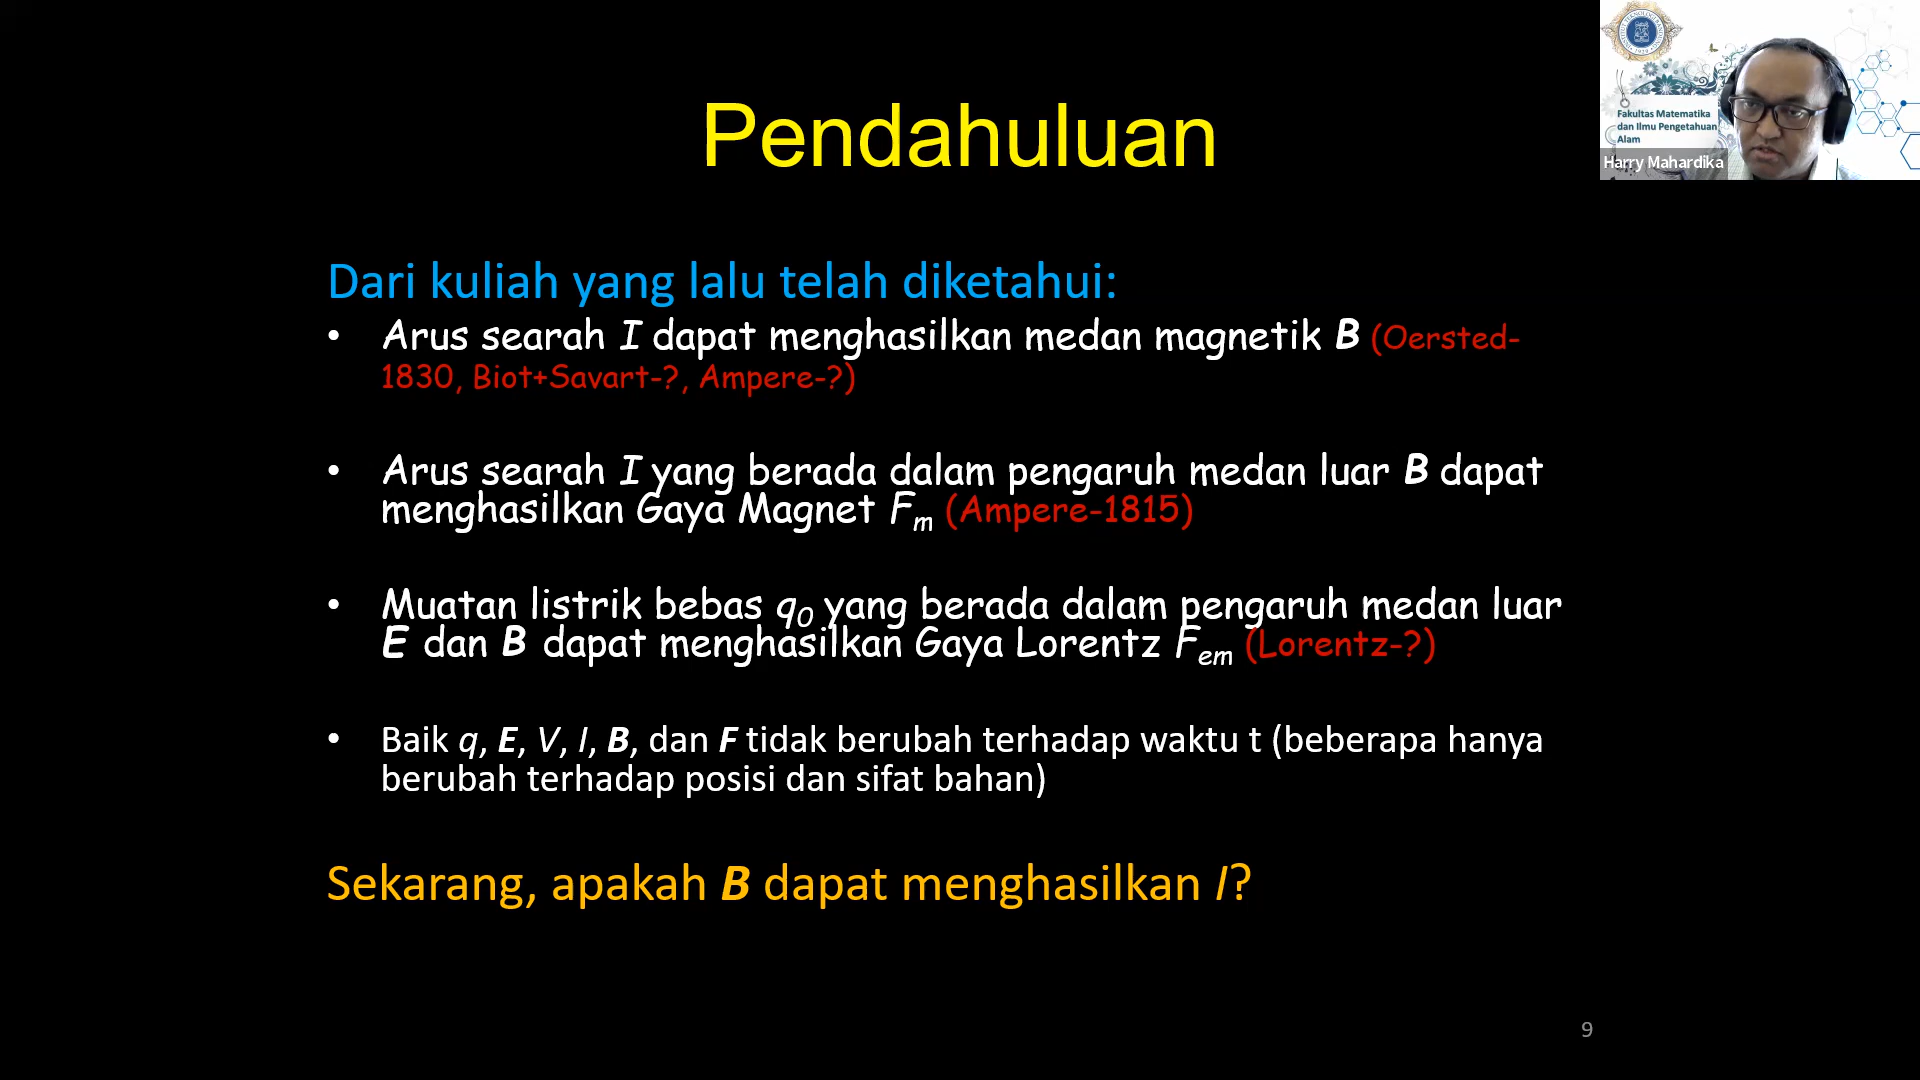 Pendahuluan
Fakultas Matematika
dan Ilmu Pengetahuan
Alam
Harry Mahardika
Dari kuliah yang lalu telah diketahui:
• Arus searah I dapat menghasilkan medan magnetik B (Oersted-
1830, Biot+Savart-?, Ampere-?)
• Arus searah I yang berada dalam pengaruh medan luar B dapat
menghasilkan Gaya Magnet Fm (Ampere-1815)
• Muatan listrik bebas q0 yang berada dalam pengaruh medan luar
E dan B dapat menghasilkan Gaya Lorentz Fem (Lorentz-?)
• Baik q, E, V, I, B, dan F tidak berubah terhadap waktu t (beberapa hanya
berubah terhadap posisi dan sifat bahan)
Sekarang, apakah B dapat menghasilkan I?
9